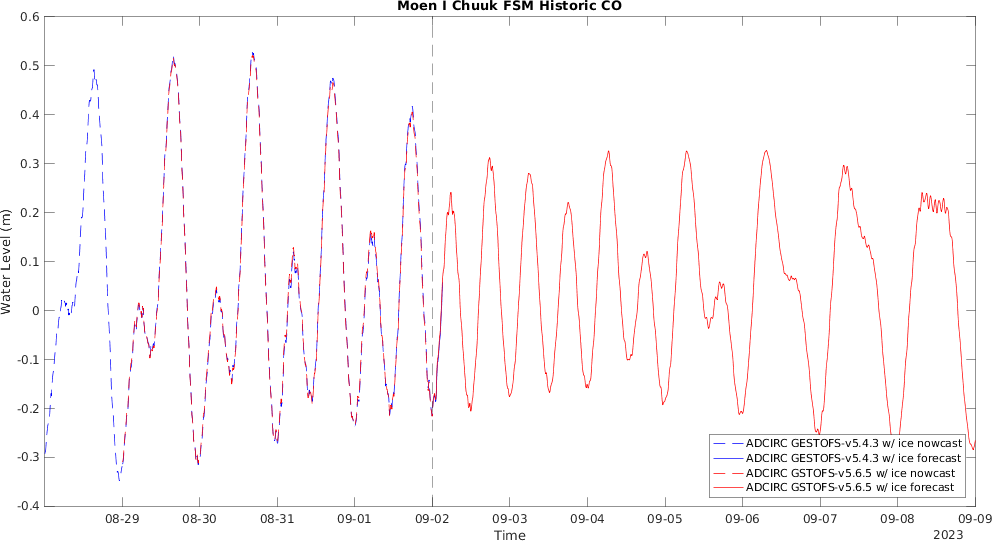 Moen I Chuuk FSM Historic CO
0.6
0.5
0.4
0.3
0.2
0.1
0
-0.1
-0.2
-0.3
-0.4
Water Level (m)
ADCIRC GESTOFS-v5.4.3 w/ ice nowcast
ADCIRC GESTOFS-v5.4.3 w/ ice forecast
ADCIRC GSTOFS-v5.6.5 w/ ice nowcast
ADCIRC GSTOFS-v5.6.5 w/ ice forecast
08-29 08-30 08-31 09-01 09-02 09-03 09-04 09-05 09-06 09-07 09-08 09-09
Time
2023